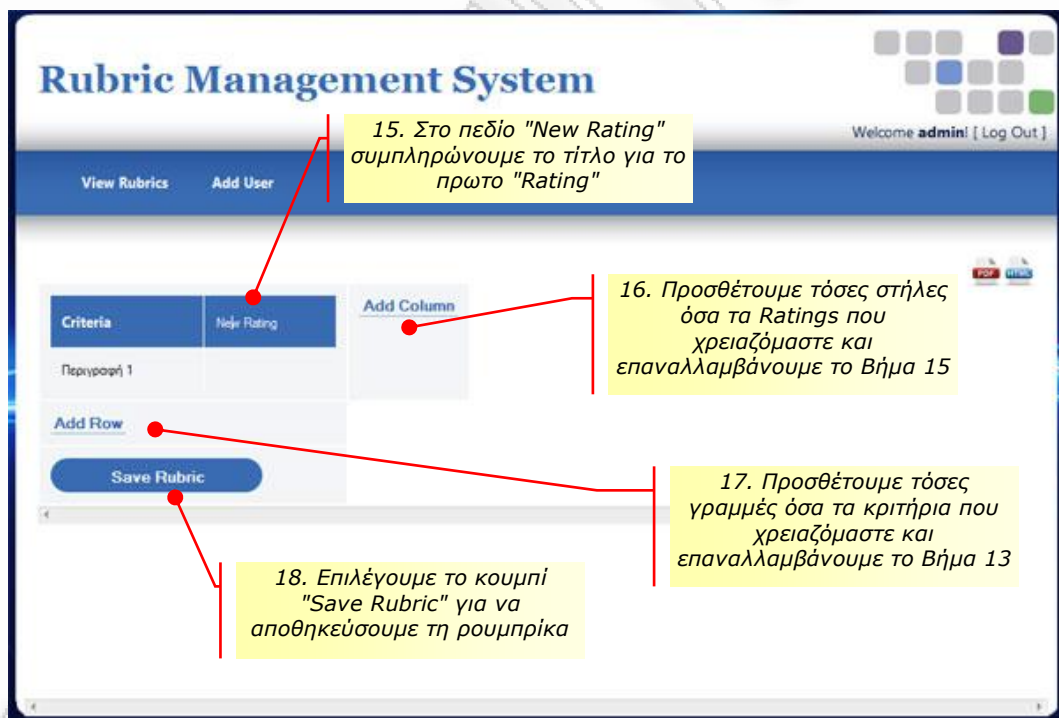 Rubric Management System
Welcome admin! [ Log Out ]
View Rubrics Add User
15. Στο πεδίο "New Rating"
συμπληρώνουμε το τίτλο για το
πρωτο "Rating"
PDF HTML
Criteria New Rating Add Column
Περιγραφή 1
Add Row
Save Rubric
16. Προσθέτουμε τόσες στήλες
όσα τα Ratings που
χρειαζόμαστε και
επαναλλαμβάνουμε το Βήμα 15
17. Προσθέτουμε τόσες
γραμμές όσα τα κριτήρια που
χρειαζόμαστε και
επαναλλαμβάνουμε το Βήμα 13
18. Επιλέγουμε το κουμπί
"Save Rubric" για να
αποθηκεύσουμε τη ρουμπρίκα